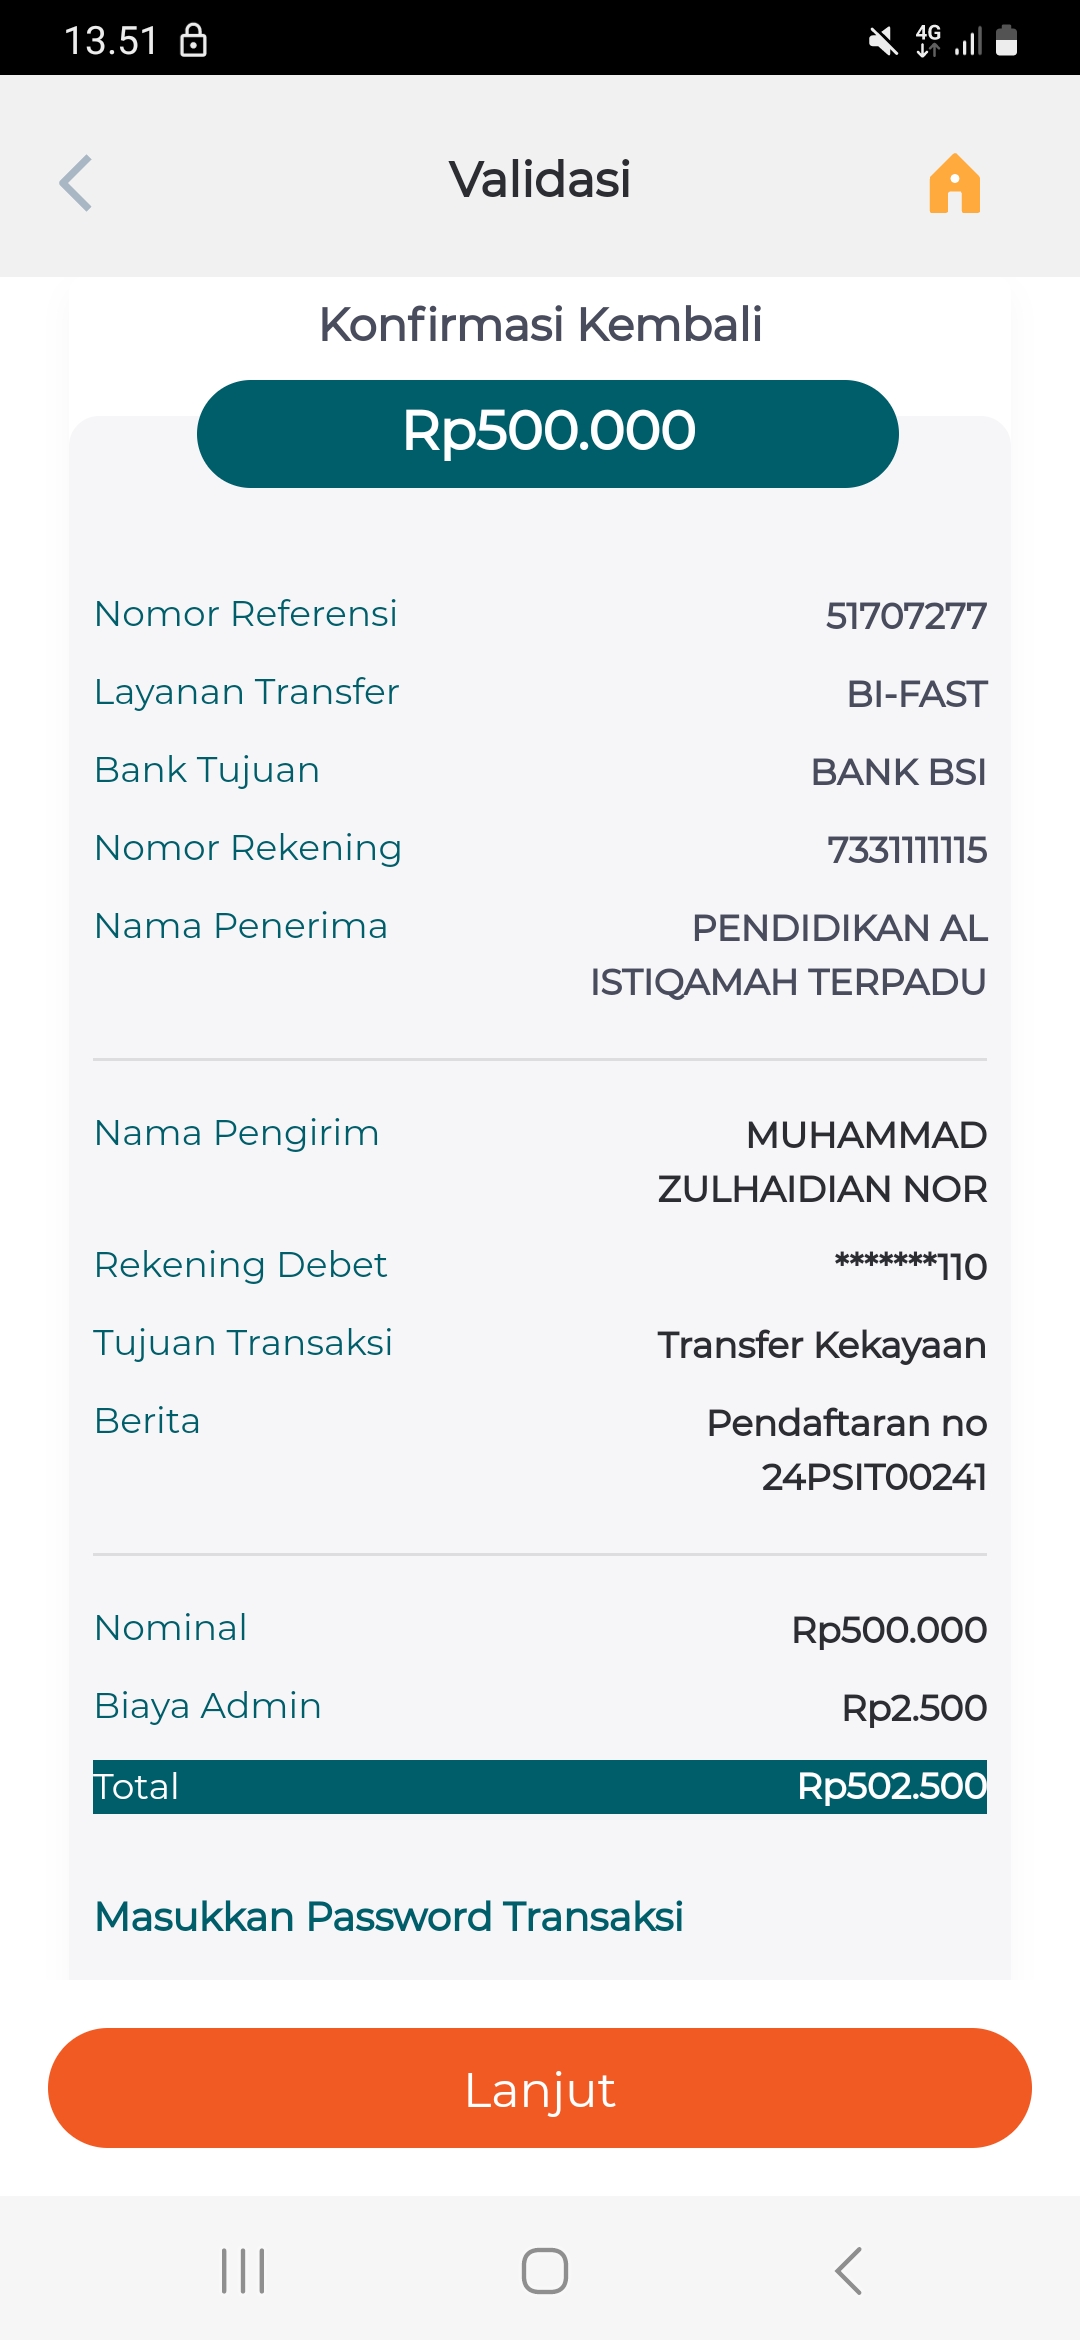 13.51
4G
Validasi
Konfirmasi Kembali
Rp500.000
Nomor Referensi 51707277
Layanan Transfer BI-FAST
Bank Tujuan BANK BSI
Nomor Rekening 7331111115
Nama Penerima PENDIDIKAN AL
ISTIQAMAH TERPADU
Nama Pengirim MUHAMMAD
ZULHAIDIAN NOR
Rekening Debet *******110
Tujuan Transaksi Transfer Kekayaan
Berita Pendaftaran no
24PSIT00241
Nominal Rp500.000
Biaya Admin Rp2.500
Total Rp502.500
Masukkan Password Transaksi
Lanjut